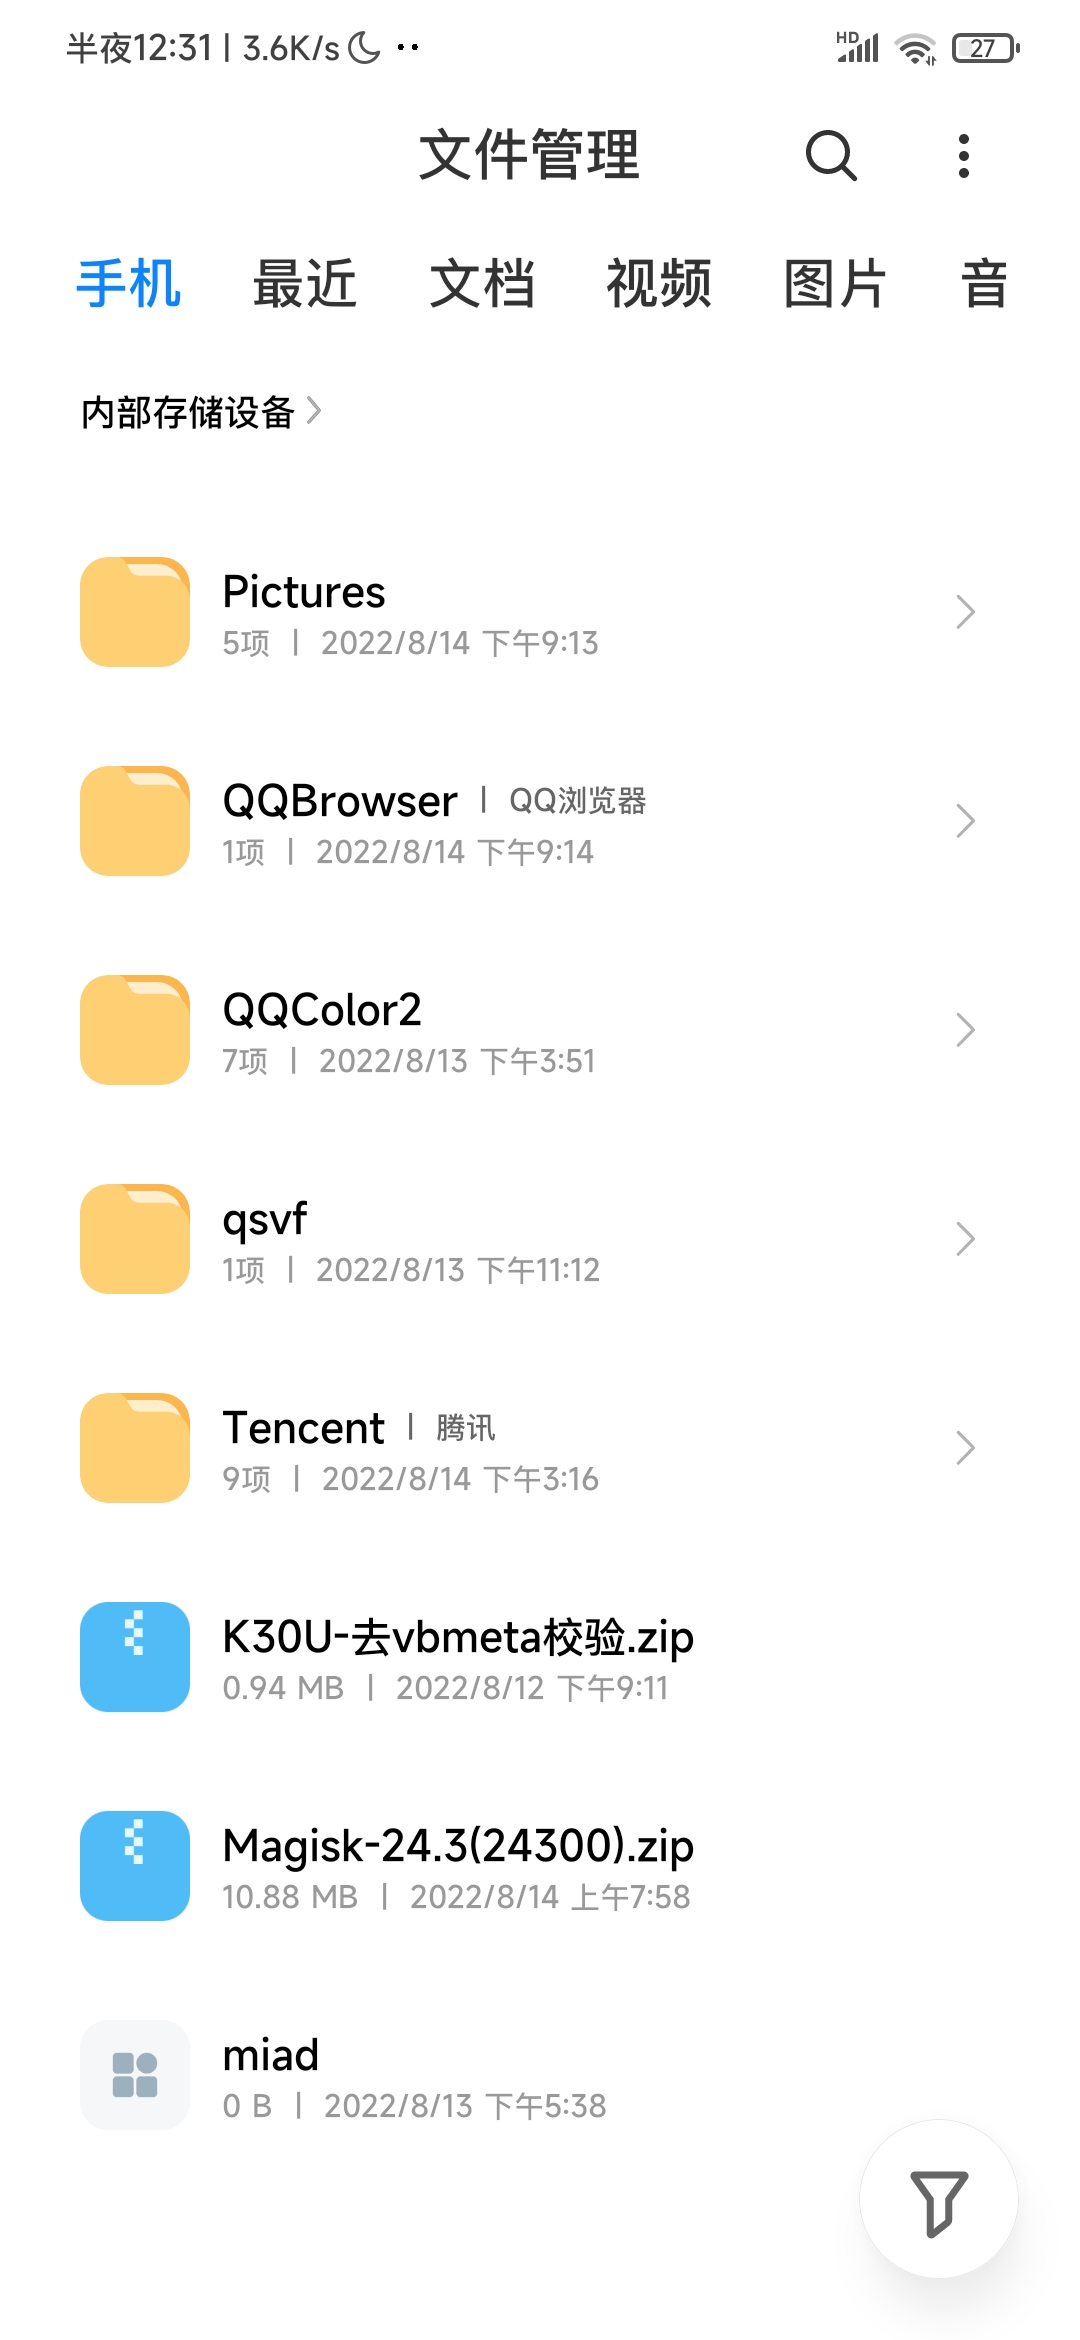 半夜12:31 | 3.6K/s
HD
27
文件管理
手机 最近 文档 视频 图片 音
内部存储设备
Pictures
5项 | 2022/8/14 下午9:13
QQBrowser | QQ浏览器
1项 | 2022/8/14 下午9:14
QQColor2
7项 | 2022/8/13 下午3:51
qsvf
1项 | 2022/8/13 下午11:12
Tencent | 腾讯
9项 | 2022/8/14 下午3:16
K30U-去vbmeta校验.zip
0.94 MB | 2022/8/12 下午9:11
Magisk-24.3(24300).zip
10.88 MB | 2022/8/14 上午7:58
miad
0 B | 2022/8/13 下午5:38